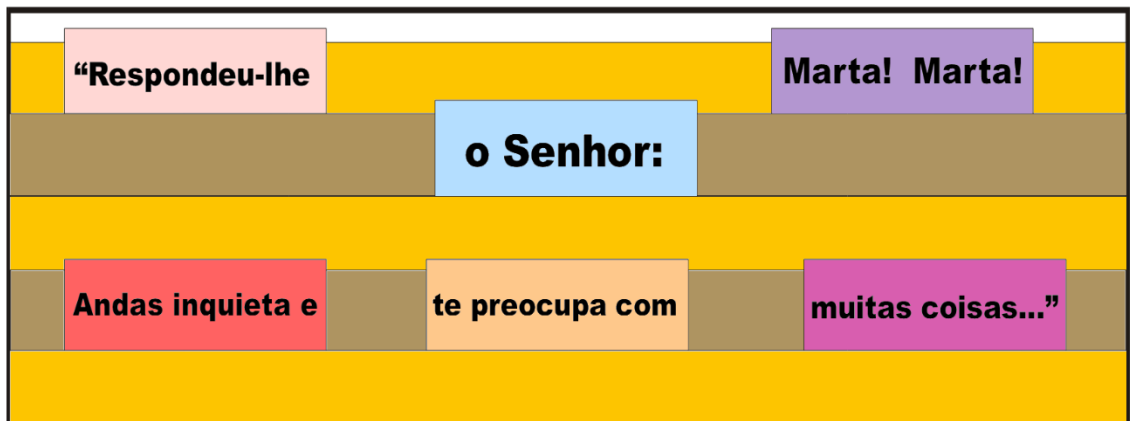 “Respondeu-lhe
o Senhor:
Marta!  Marta!
Andas inquieta e
te preocupa com
muitas coisas...”